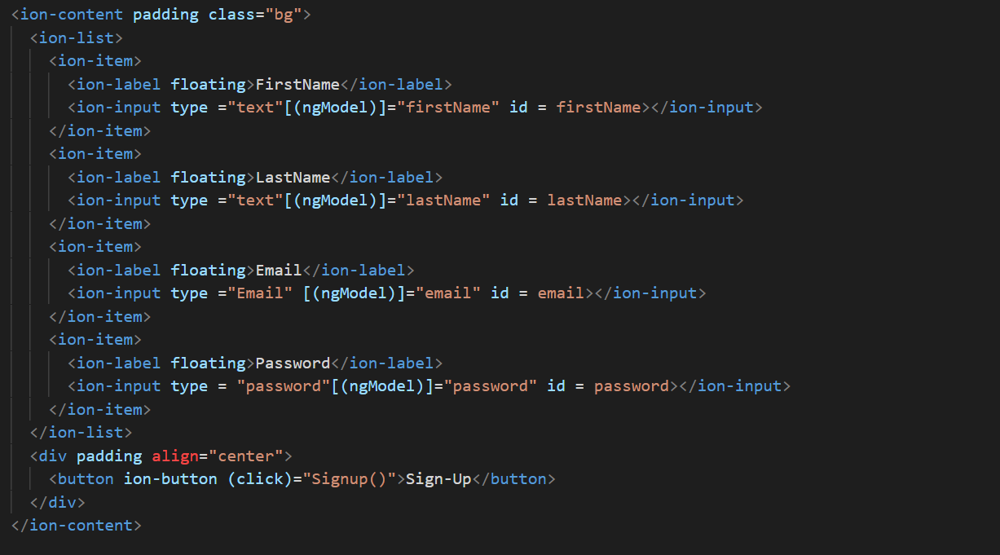 <ion-content padding class="bg">
<ion-list>
<ion-item>
<ion-label floating>FirstName</ion-label>
<ion-input type ="text"[(ngModel)]="firstName" id = firstName></ion-input>
</ion-item>
<ion-item>
<ion-label floating>LastName</ion-label>
<ion-input type ="text"[(ngModel)]="lastName" id = lastName></ion-input>
</ion-item>
<ion-item>
<ion-label floating>Email</ion-label>
<ion-input type ="Email" [(ngModel)]="email" id = email></ion-input>
</ion-item>
<ion-item>
<ion-label floating>Password</ion-label>
<ion-input type = "password"[(ngModel)]="password" id = password></ion-input>
</ion-item>
</ion-list>
<div padding align="center">
<button ion-button (click)="Signup()">Sign-Up</button>
</div>
</ion-content>